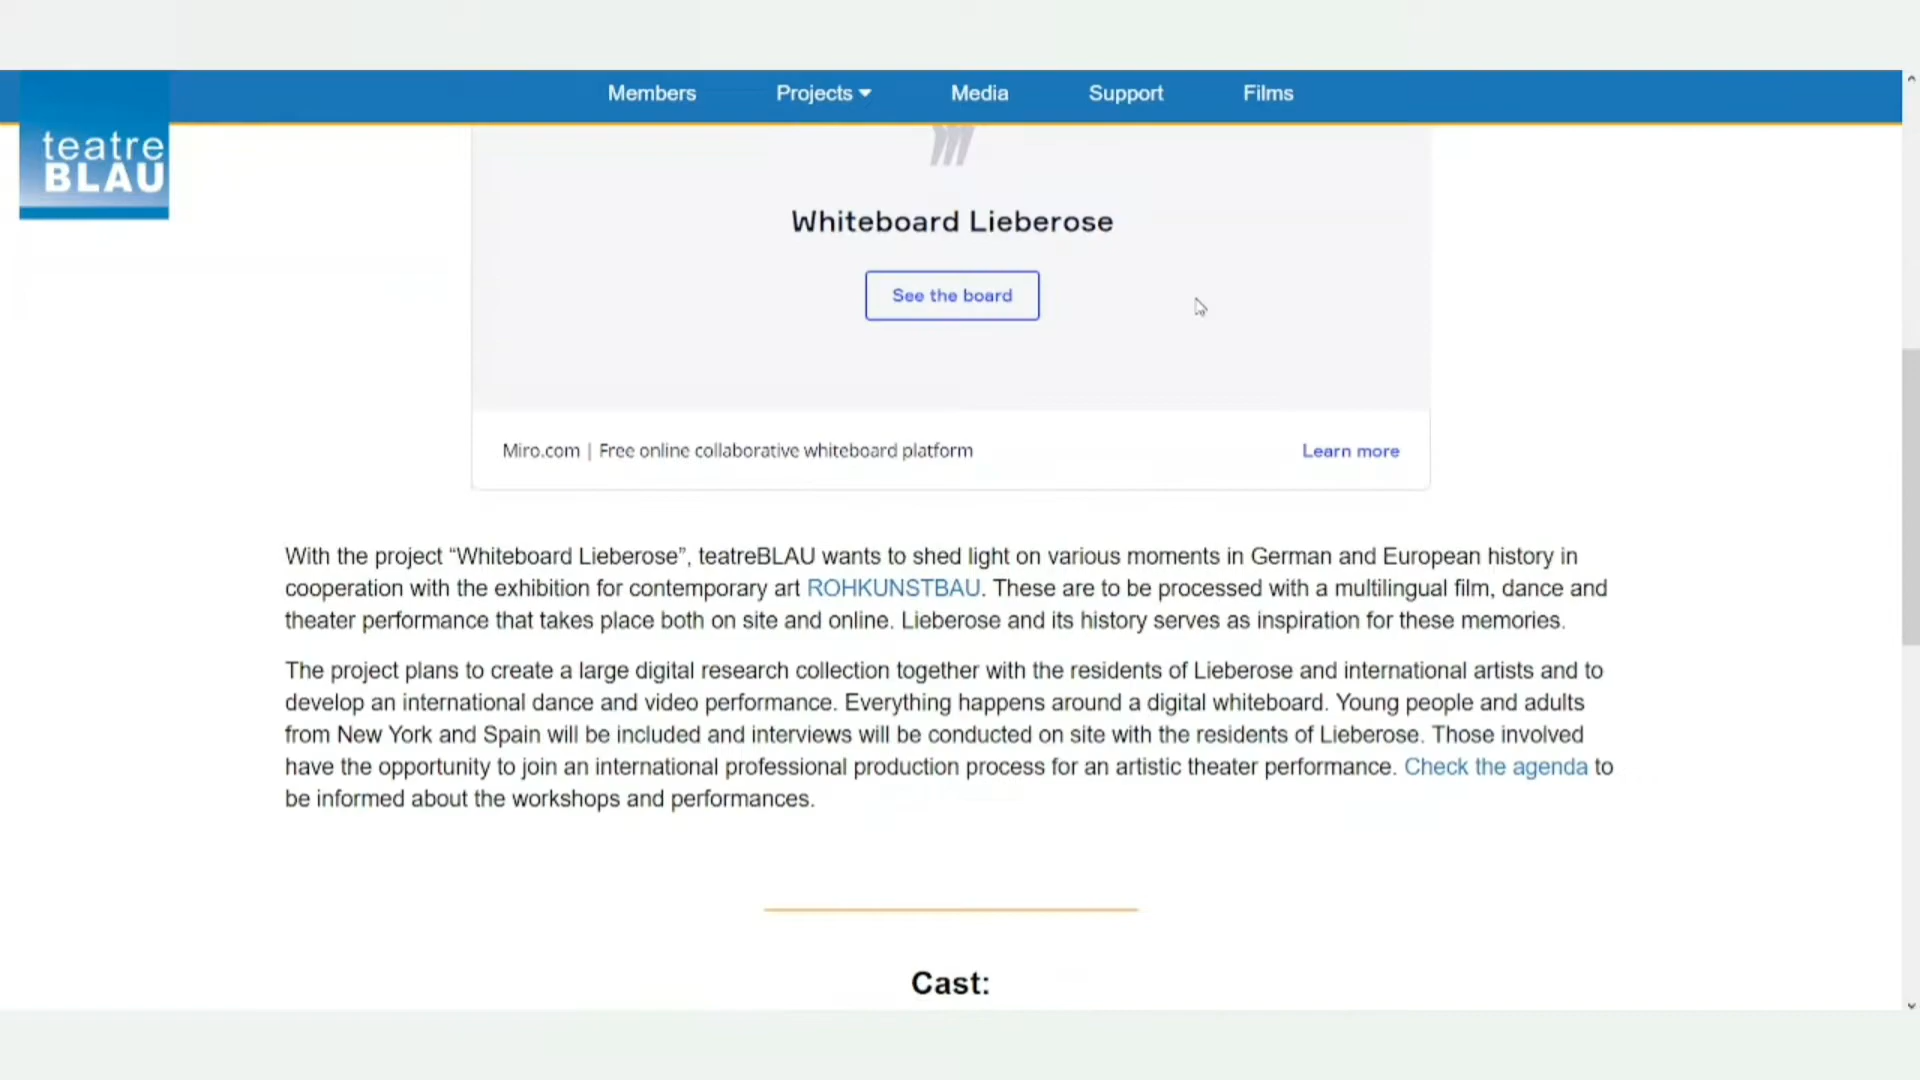 Members Projects Media Support Films
teatre
BLAU
Whiteboard Lieberose
See the board
Miro.com | Free online collaborative whiteboard platform Learn more
With the project “Whiteboard Lieberose”, teatreBLAU wants to shed light on various moments in German and European history in
cooperation with the exhibition for contemporary art ROHKUNSTBAU. These are to be processed with a multilingual film, dance and
theater performance that takes place both on site and online. Lieberose and its history serves as inspiration for these memories.
The project plans to create a large digital research collection together with the residents of Lieberose and international artists and to
develop an international dance and video performance. Everything happens around a digital whiteboard. Young people and adults
from New York and Spain will be included and interviews will be conducted on site with the residents of Lieberose. Those involved
have the opportunity to join an international professional production process for an artistic theater performance. Check the agenda to
be informed about the workshops and performances.
Cast: